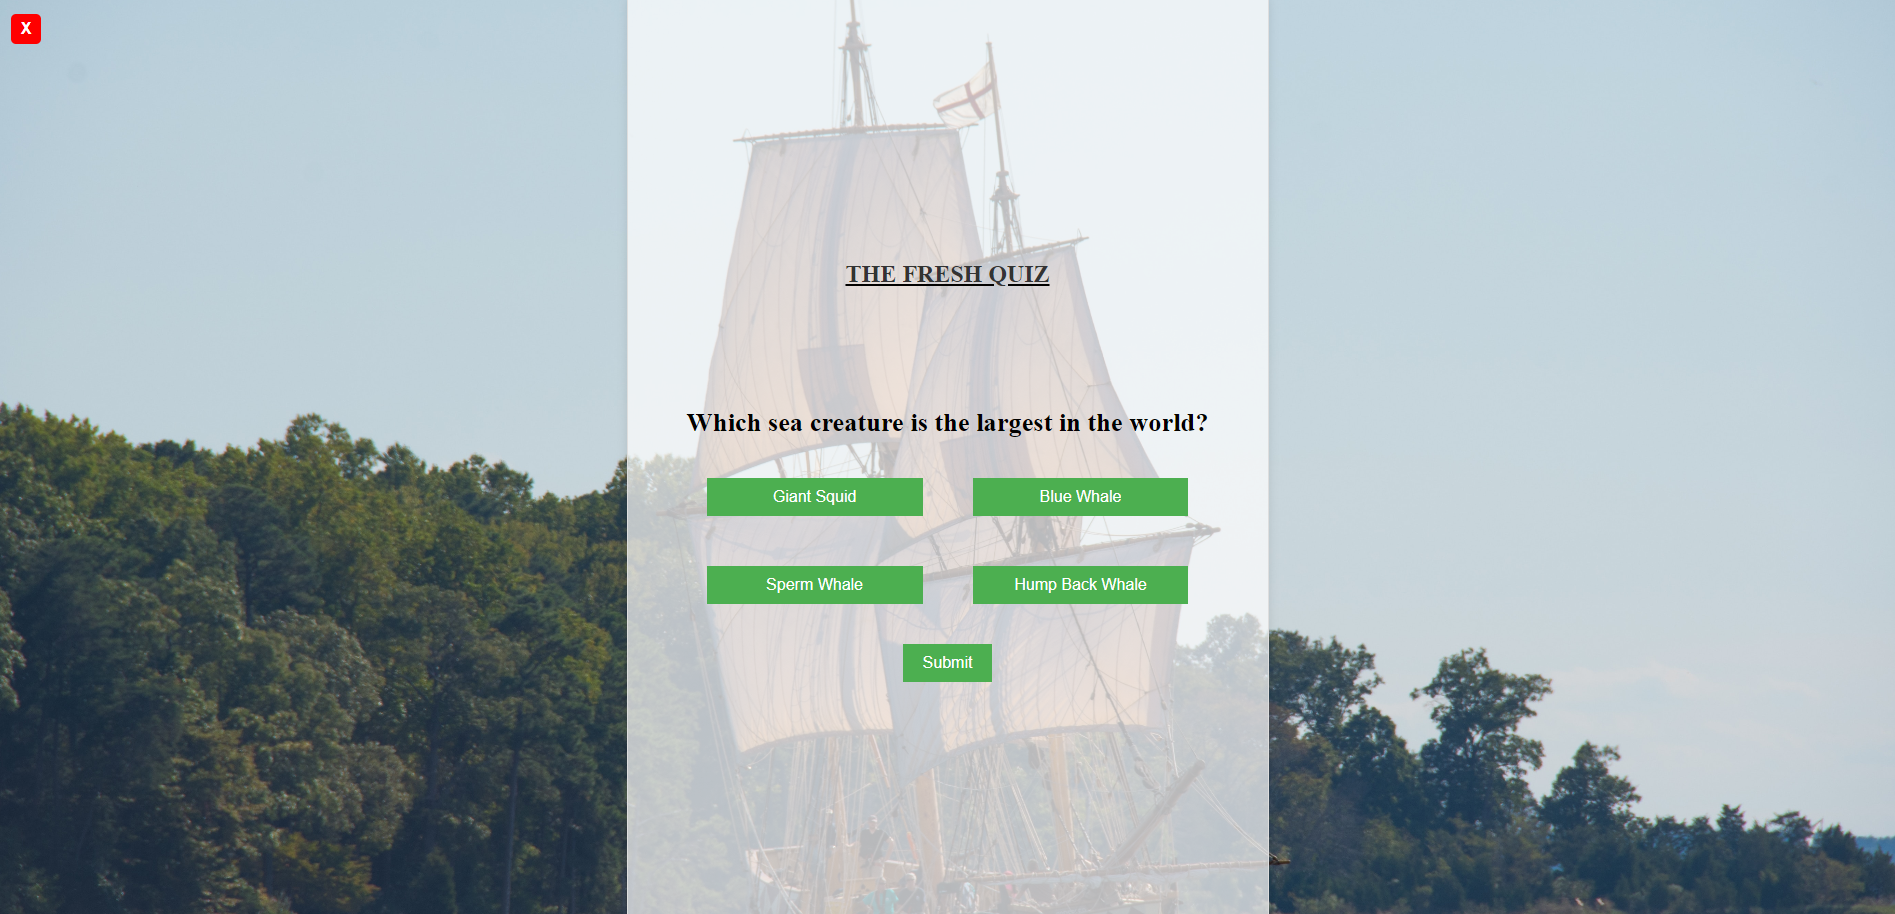 X
THE FRESH QUIZ
Which sea creature is the largest in the world?
Giant Squid
Blue Whale
Sperm Whale
Hump Back Whale
Submit